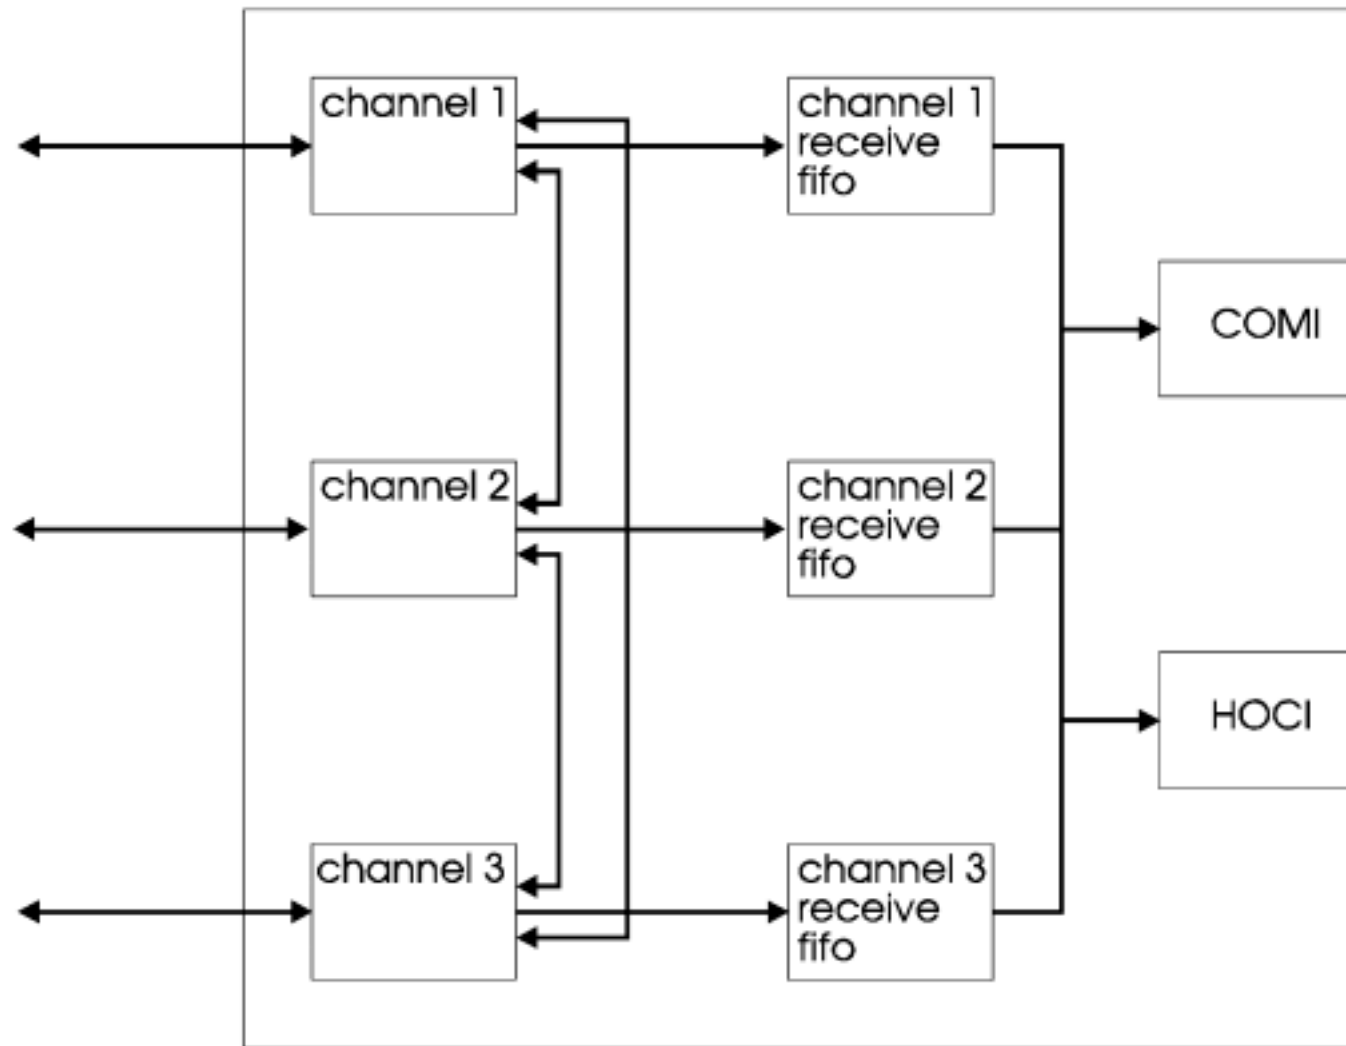 channel 1
channel 1
receive
fifo
COMI
channel 2
channel 2
receive
fifo
HOCI
channel 3
channel 3
receive
fifo